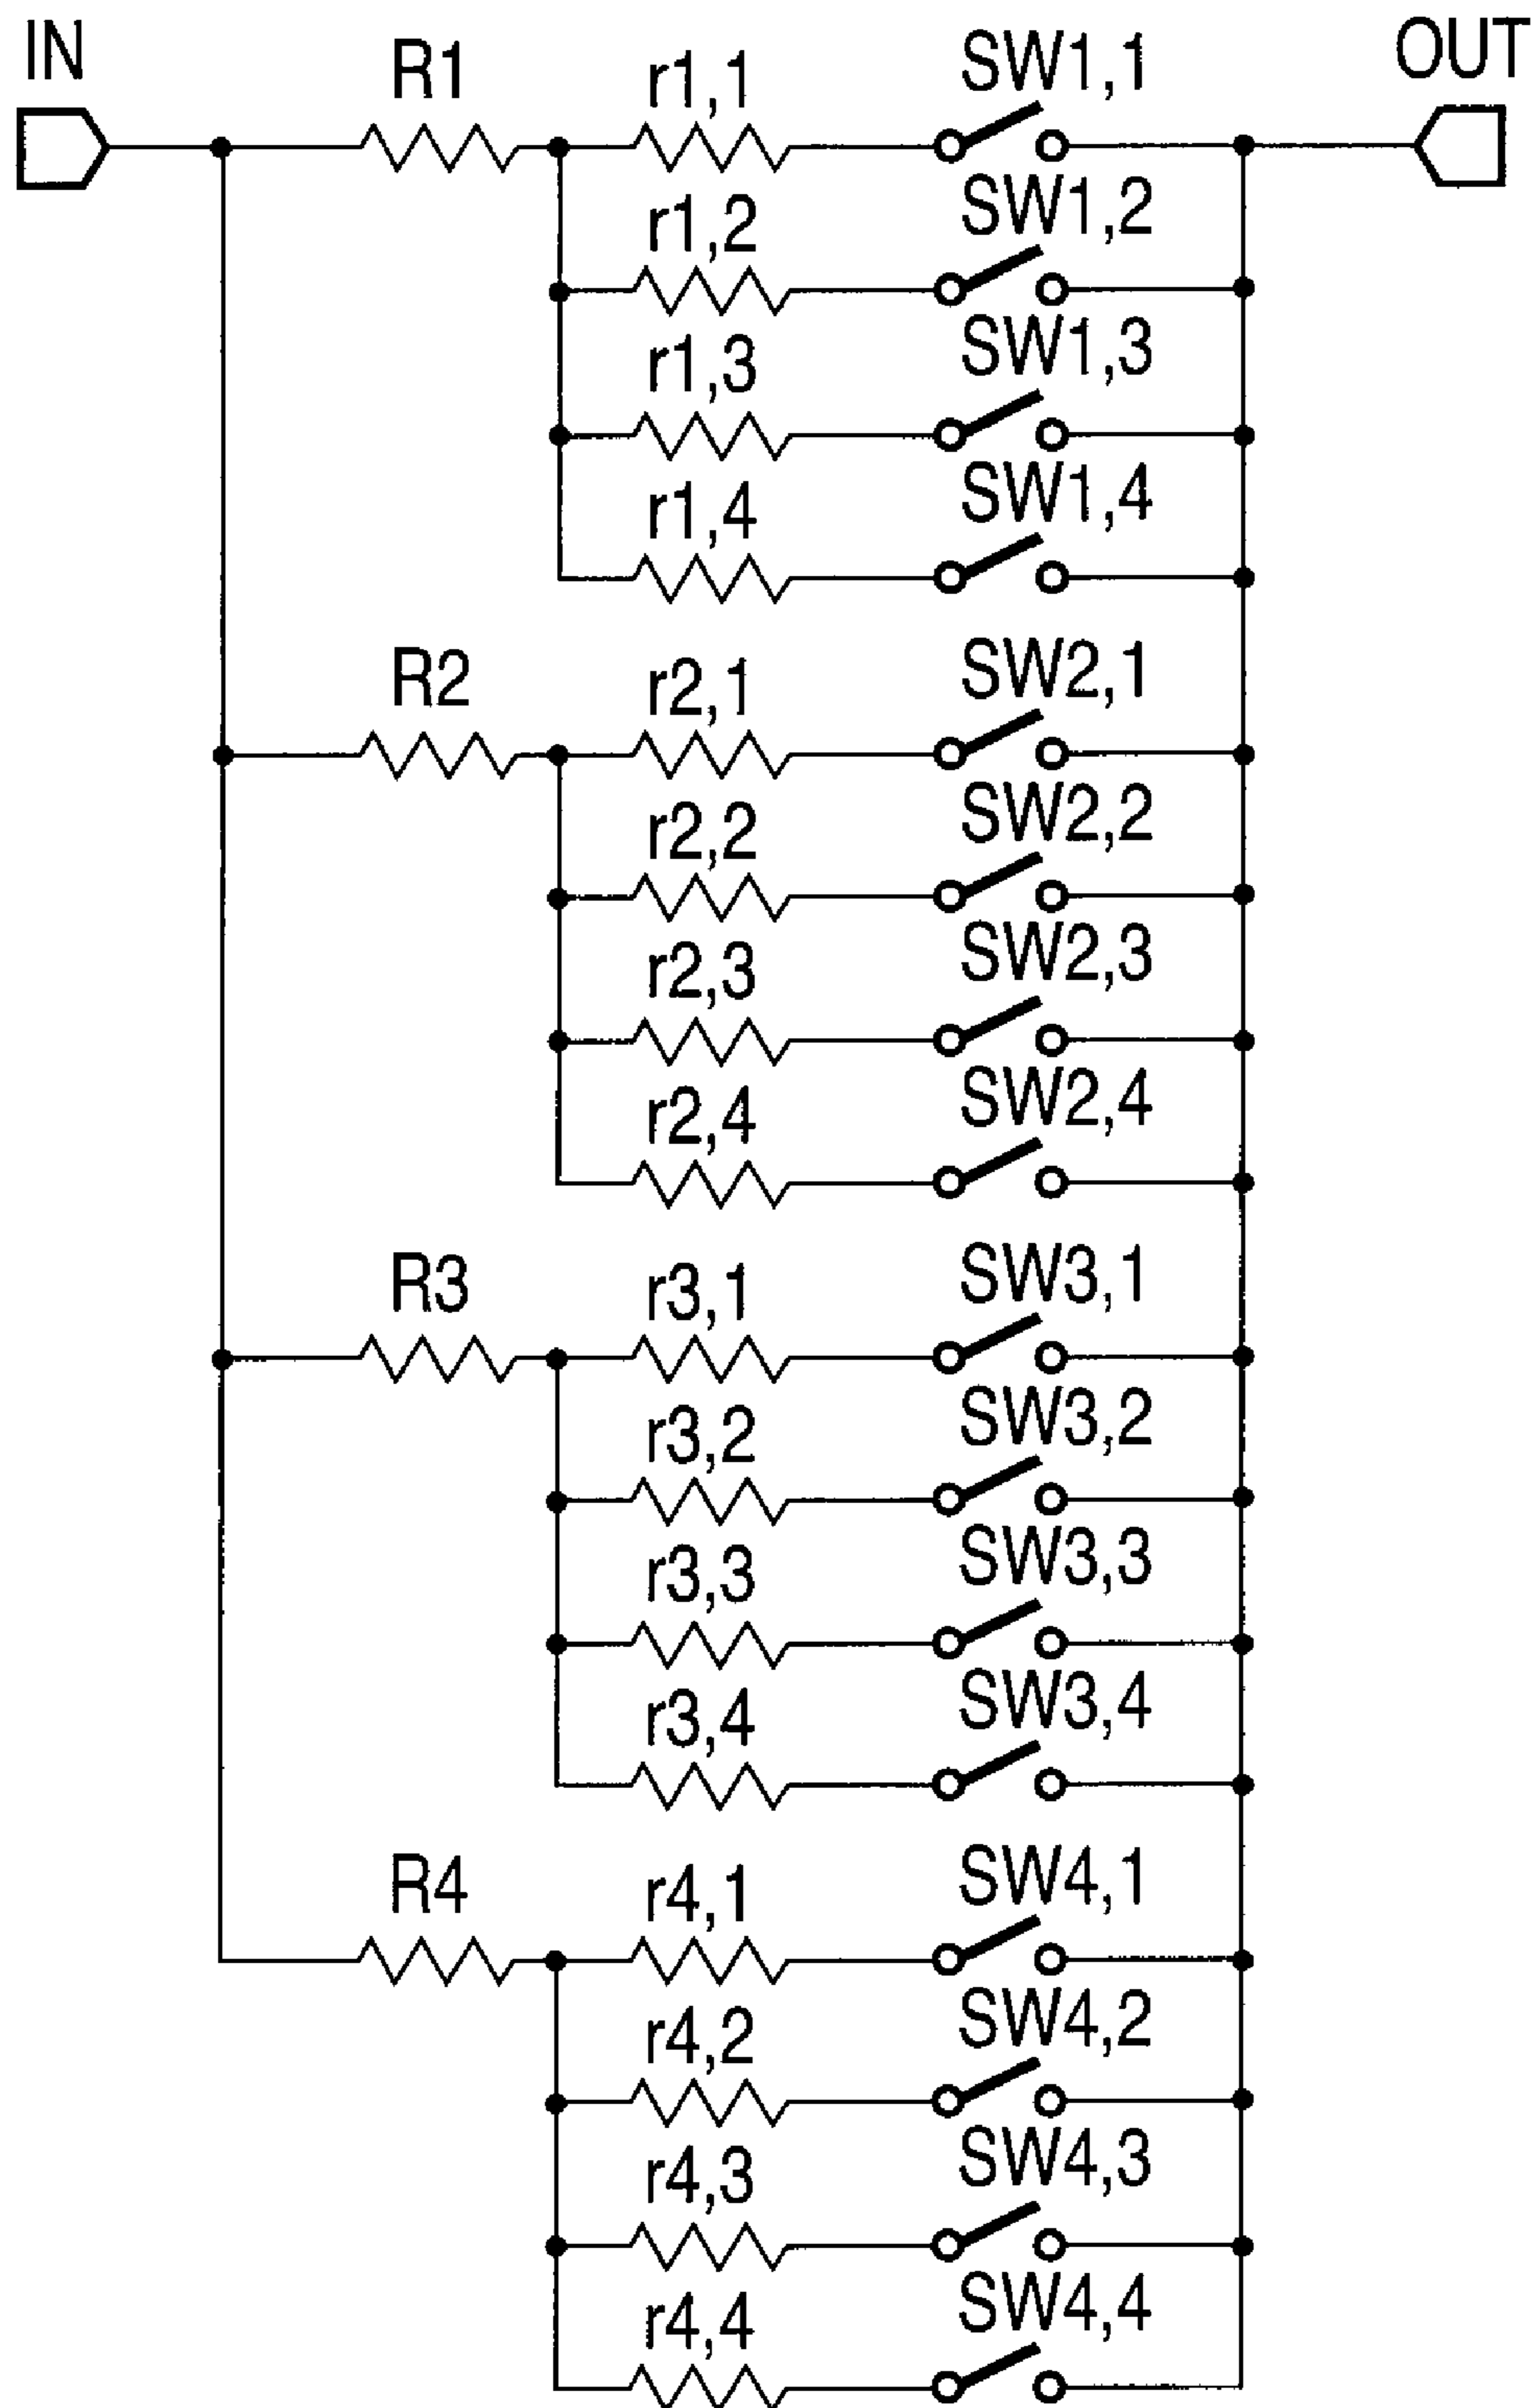 IN
R1
r1,1
SW1,1
OUT
r1,2
SW1,2
r1,3
SW1,3
r1,4
SW1,4
R2
r2,1
SW2,1
r2,2
SW2,2
r2,3
SW2,3
r2,4
SW2,4
R3
r3,1
SW3,1
r3,2
SW3,2
r3,3
SW3,3
r3,4
SW3,4
R4
r4,1
SW4,1
r4,2
SW4,2
r4,3
SW4,3
r4,4
SW4,4